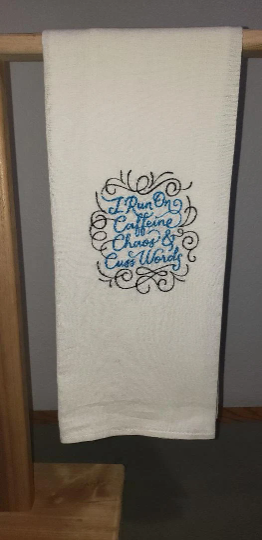 I Run On
Caffeine
Chaos &
Cuss Words